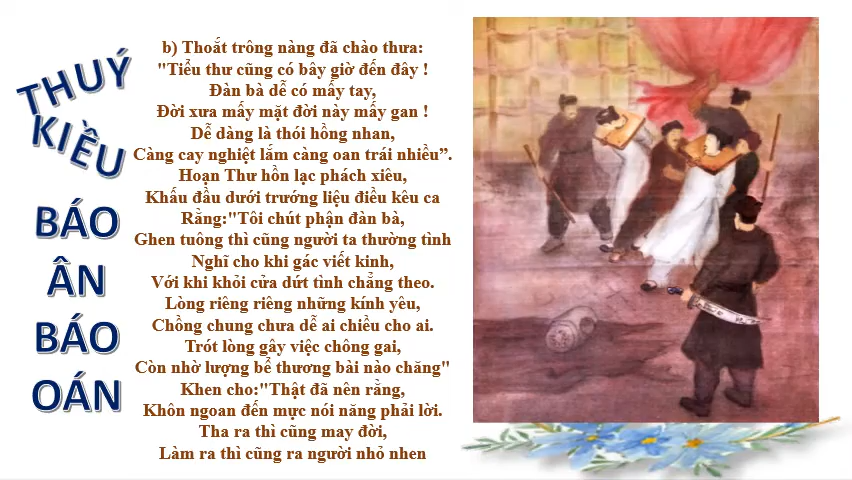 THUÝ
KIỀU
BÁO
ÂN
BÁO
OÁN
b) Thoắt trông nàng đã chào thưa:
"Tiểu thư cũng có bây giờ đến đây !
Đàn bà dễ có mấy tay,
Đời xưa mấy mặt đời này mấy gan !
Dễ dàng là thói hồng nhan,
Càng cay nghiệt lắm càng oan trái nhiều”.
Hoạn Thư hồn lạc phách xiêu,
Khấu đầu dưới trướng liệu điều kêu ca
Rằng:"Tôi chút phận đàn bà,
Ghen tuông thì cũng người ta thường tình
Nghĩ cho khi gác viết kinh,
Với khi khỏi cửa dứt tình chẳng theo.
Lòng riêng riêng những kính yêu,
Chồng chung chưa dễ ai chiều cho ai.
Trót lòng gây việc chông gai,
Còn nhờ lượng bể thương bài nào chăng"
Khen cho:"Thật đã nên rằng,
Khôn ngoan đến mực nói năng phải lời.
Tha ra thì cũng may đời,
Làm ra thì cũng ra người nhỏ nhen